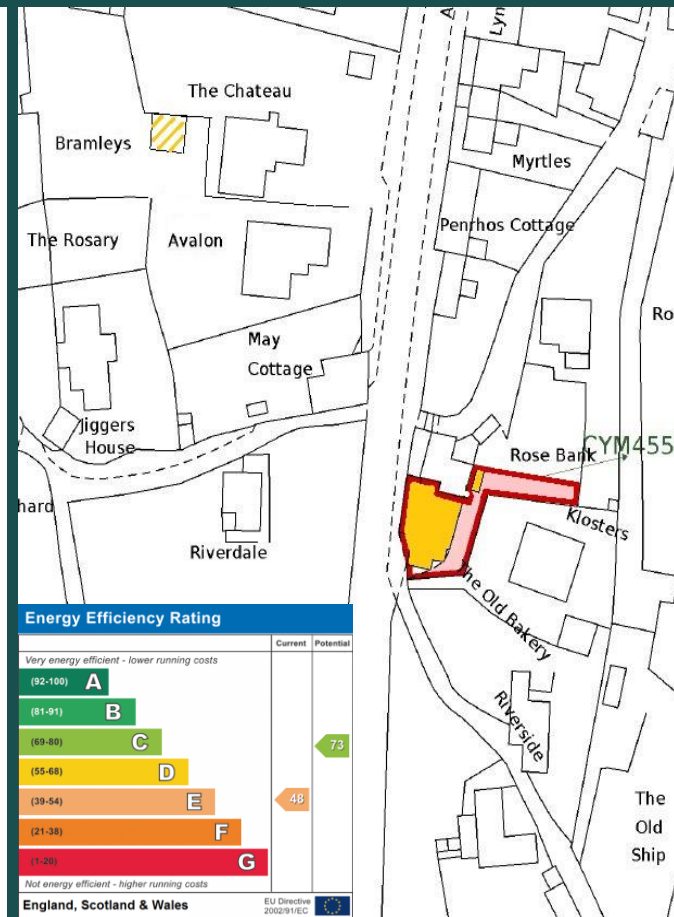 The Chateau
Bramleys
Myrtles
The Rosary
Avalon
Penrhos Cottage
May
Cottage
Jiggers
House
Rose Bank
CYM455
Klosters
Riverdale
The Old Bakery
Riverside
The
Old
Ship
Energy Efficiency Rating
Current Potential
Very energy efficient - lower running costs
(92-100) A
(81-91) B
(69-80) C 73
(55-68) D
(39-54) E 48
(21-38) F
(1-20) G
Not energy efficient - higher running costs
England, Scotland & Wales
EU Directive
2002/91/EC